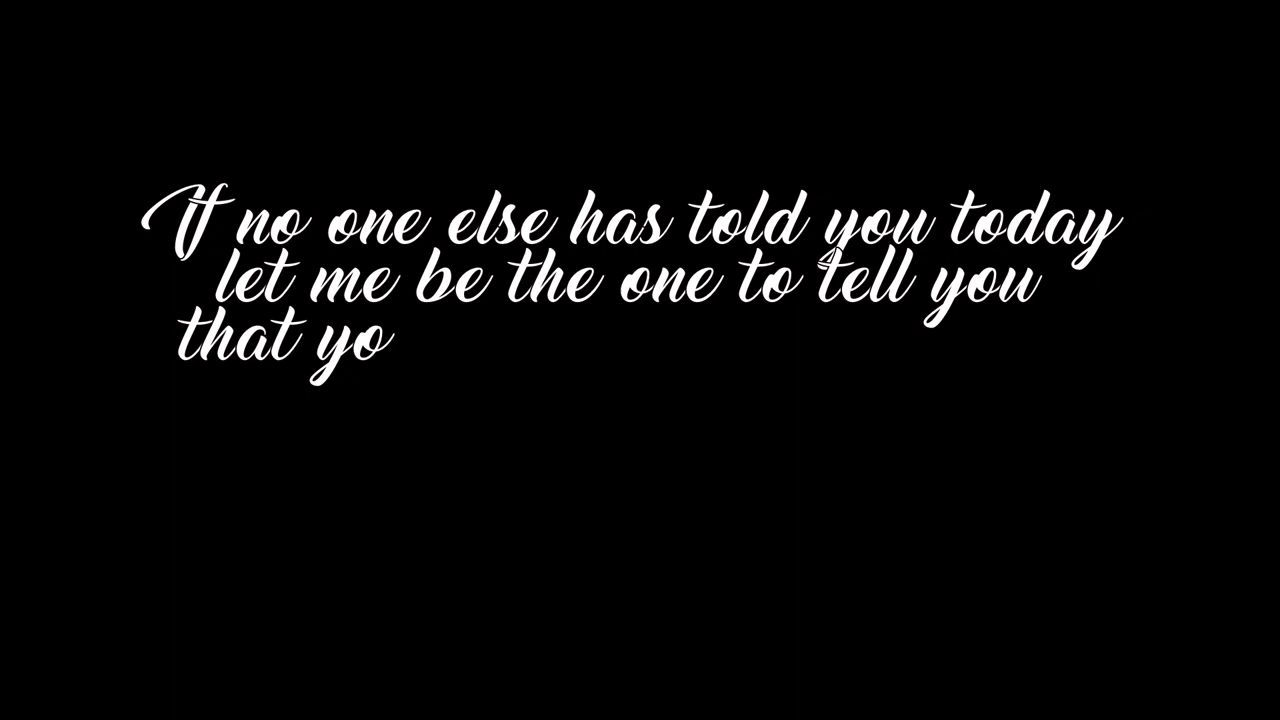 If no one else has told you today
let me be the one to tell you
that yo